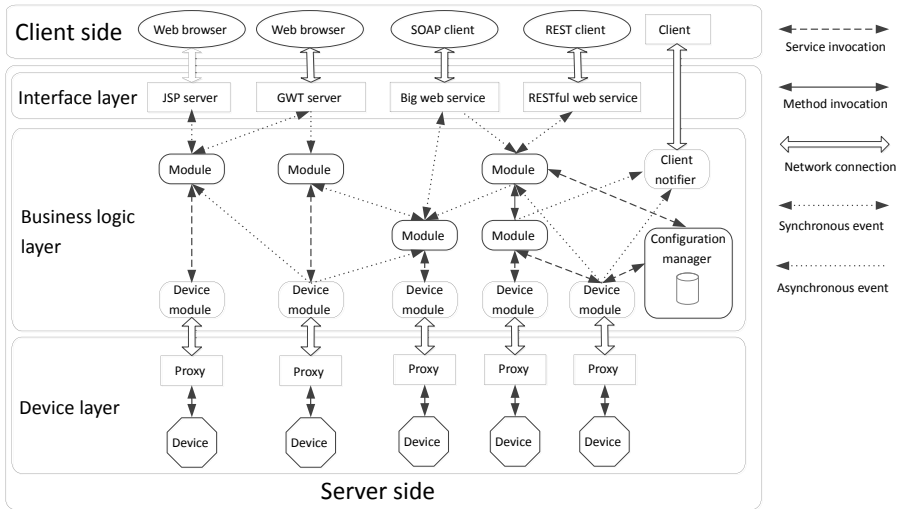 Client side
Web browser
Web browser
SOAP client
REST client
Client
Service invocation
Interface layer
JSP server
GWT server
Big web service
RESTful web service
Method invocation
Network connection
Module
Module
Module
Client
notifier
Business logic
layer
Module
Module
Configuration
manager
Synchronous event
Asynchronous event
Device
module
Device
module
Device
module
Device
module
Device
module
Device layer
Proxy
Proxy
Proxy
Proxy
Proxy
Device
Device
Device
Device
Device
Server side